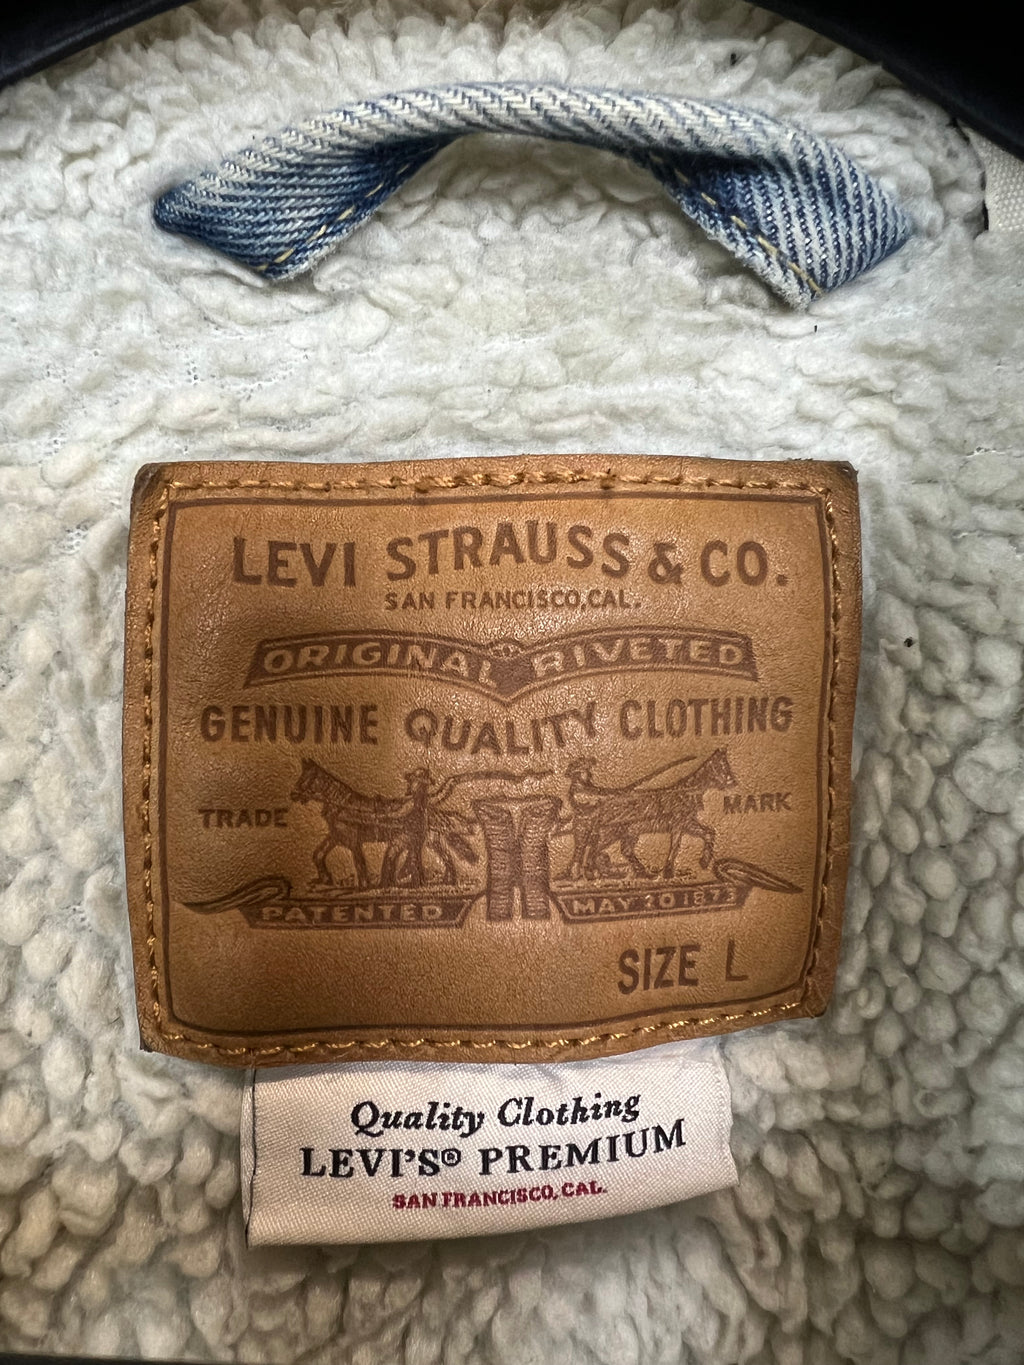 LEVI STRAUSS & CO.
SAN FRANCISCO, CAL.
ORIGINAL RIVETED
GENUINE QUALITY CLOTHING
TRADE MARK
PATENTED MAY 20 1873
SIZE L
Quality Clothing
LEVI'S® PREMIUM
SAN FRANCISCO, CAL.